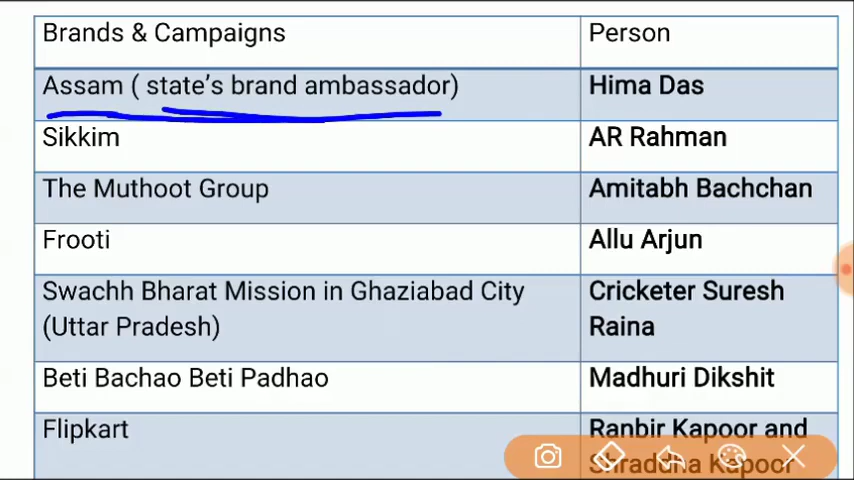 Brands & Campaigns Person
Assam ( state's brand ambassador) Hima Das
Sikkim AR Rahman
The Muthoot Group Amitabh Bachchan
Frooti Allu Arjun
Swachh Bharat Mission in Ghaziabad City Cricketer Suresh
(Uttar Pradesh) Raina
Beti Bachao Beti Padhao Madhuri Dikshit
Flipkart Ranbir Kapoor and
Shraddha Kapoor